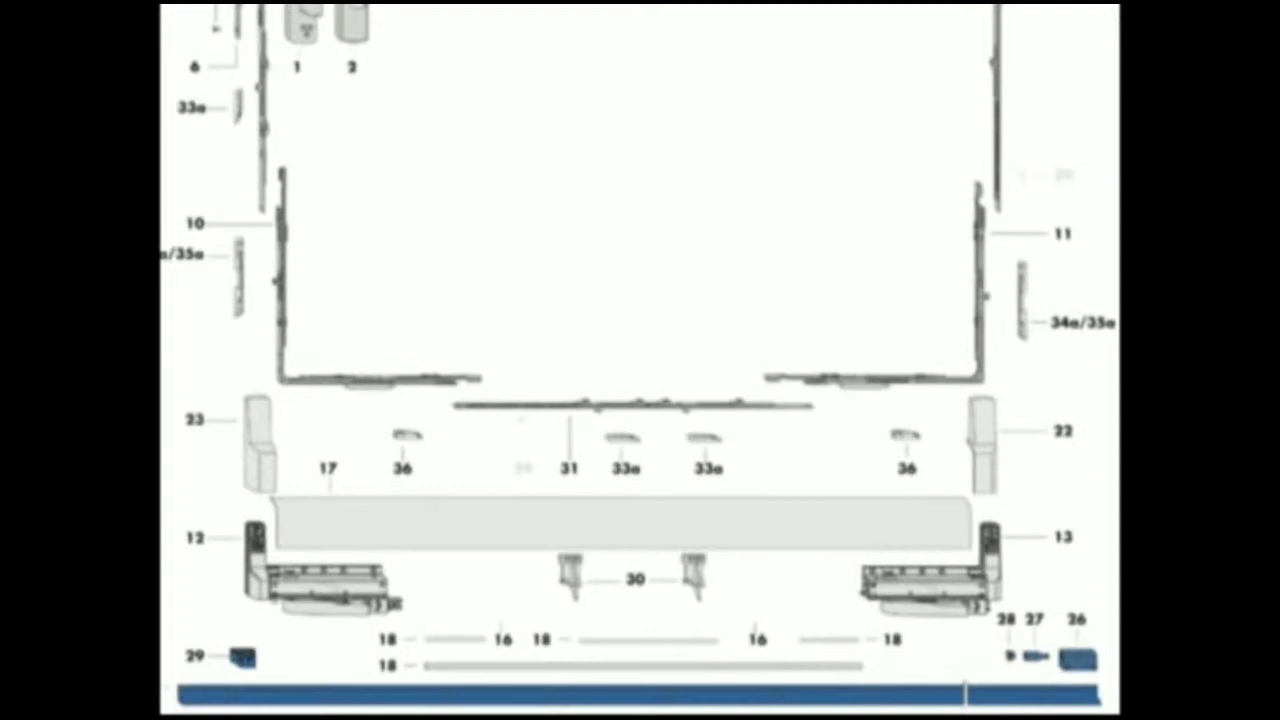 6 1 2
33a
10 11
/35a
34a/35a
23 22
17 36 31 33a 33a 36
12 13
30
28 27 26
18 16 18 16 18
29
18